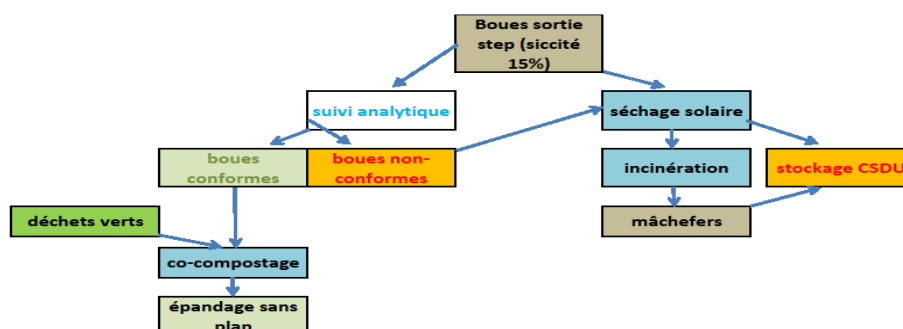 Boues sortie
step (siccité
15%)
suivi analytique
séchage solaire
boues
conformes
boues non-
conformes
incinération
stockage CSDU
déchets verts
mâchefers
co-compostage
épandage sans
plan